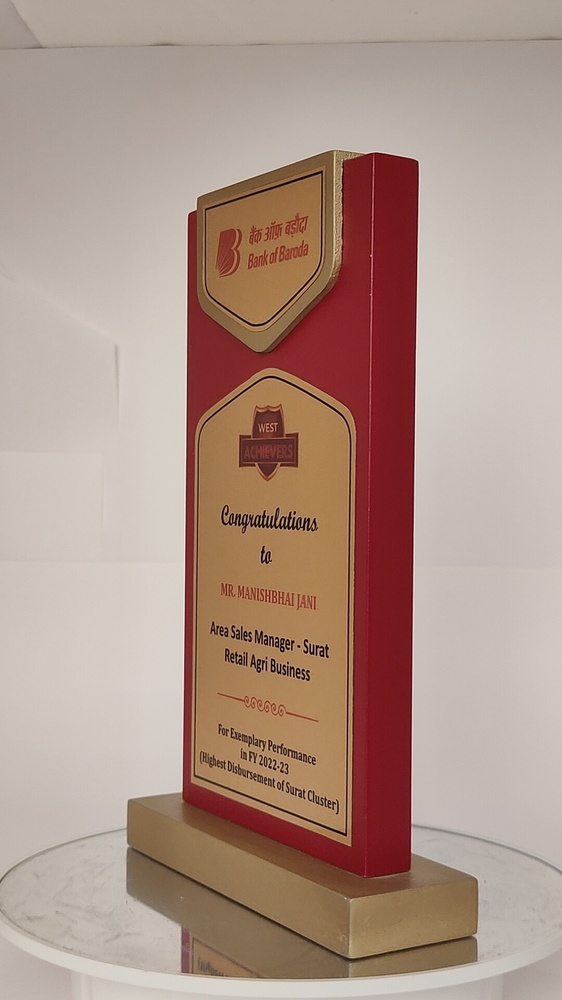 बैंक ऑफ़ बड़ौदा
Bank of Baroda
WEST
ACHIEVERS
Congratulations
to
MR. MANISHBHAI JANI
Area Sales Manager - Surat
Retail Agri Business
For Exemplary Performance
in FY 2022-23
(Highest Disbursement of Surat Cluster)